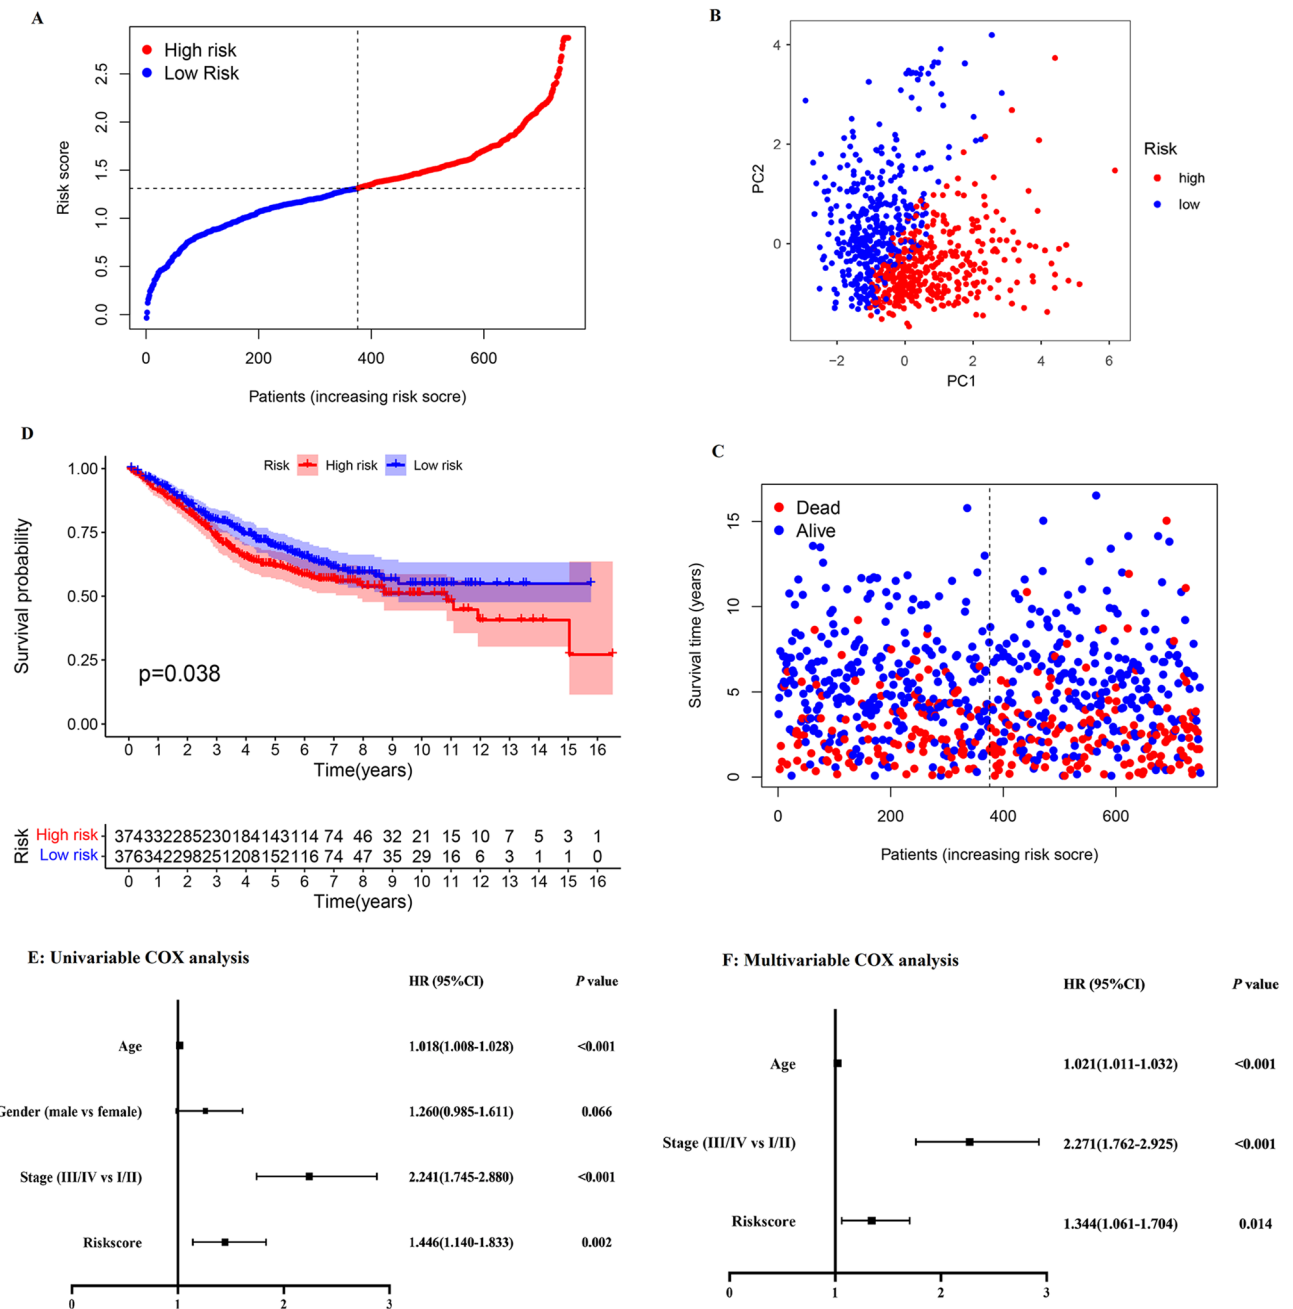 A
High risk
Low Risk
Risk score
0.0 0.5 1.0 1.5 2.0 2.5
0 200 400 600
Patients (increasing risk socre)
B
PC2
4
2
0
−2 0 2 4 6
PC1
Risk
high
low
D
Risk High risk Low risk
Survival probability
1.00
0.75
0.50
0.25
0.00
p=0.038
0 1 2 3 4 5 6 7 8 9 10 11 12 13 14 15 16
Time(years)
Risk
High risk 374 332 285 230 184 143 114 74 46 32 21 15 10 7 5 3 1
Low risk 376 342 298 251 208 152 116 74 47 35 29 16 6 3 1 1 0
0 1 2 3 4 5 6 7 8 9 10 11 12 13 14 15 16
Time(years)
C
Dead
Alive
Survival time (years)
0 5 10 15
0 200 400 600
Patients (increasing risk socre)
E: Univariable COX analysis
HR (95%CI) P value
Age 1.018(1.008-1.028) <0.001
Gender (male vs female) 1.260(0.985-1.611) 0.066
Stage (III/IV vs I/II) 2.241(1.745-2.880) <0.001
Riskscore 1.446(1.140-1.833) 0.002
0 1 2 3
F: Multivariable COX analysis
HR (95%CI) P value
Age 1.021(1.011-1.032) <0.001
Stage (III/IV vs I/II) 2.271(1.762-2.925) <0.001
Riskscore 1.344(1.061-1.704) 0.014
0 1 2 3